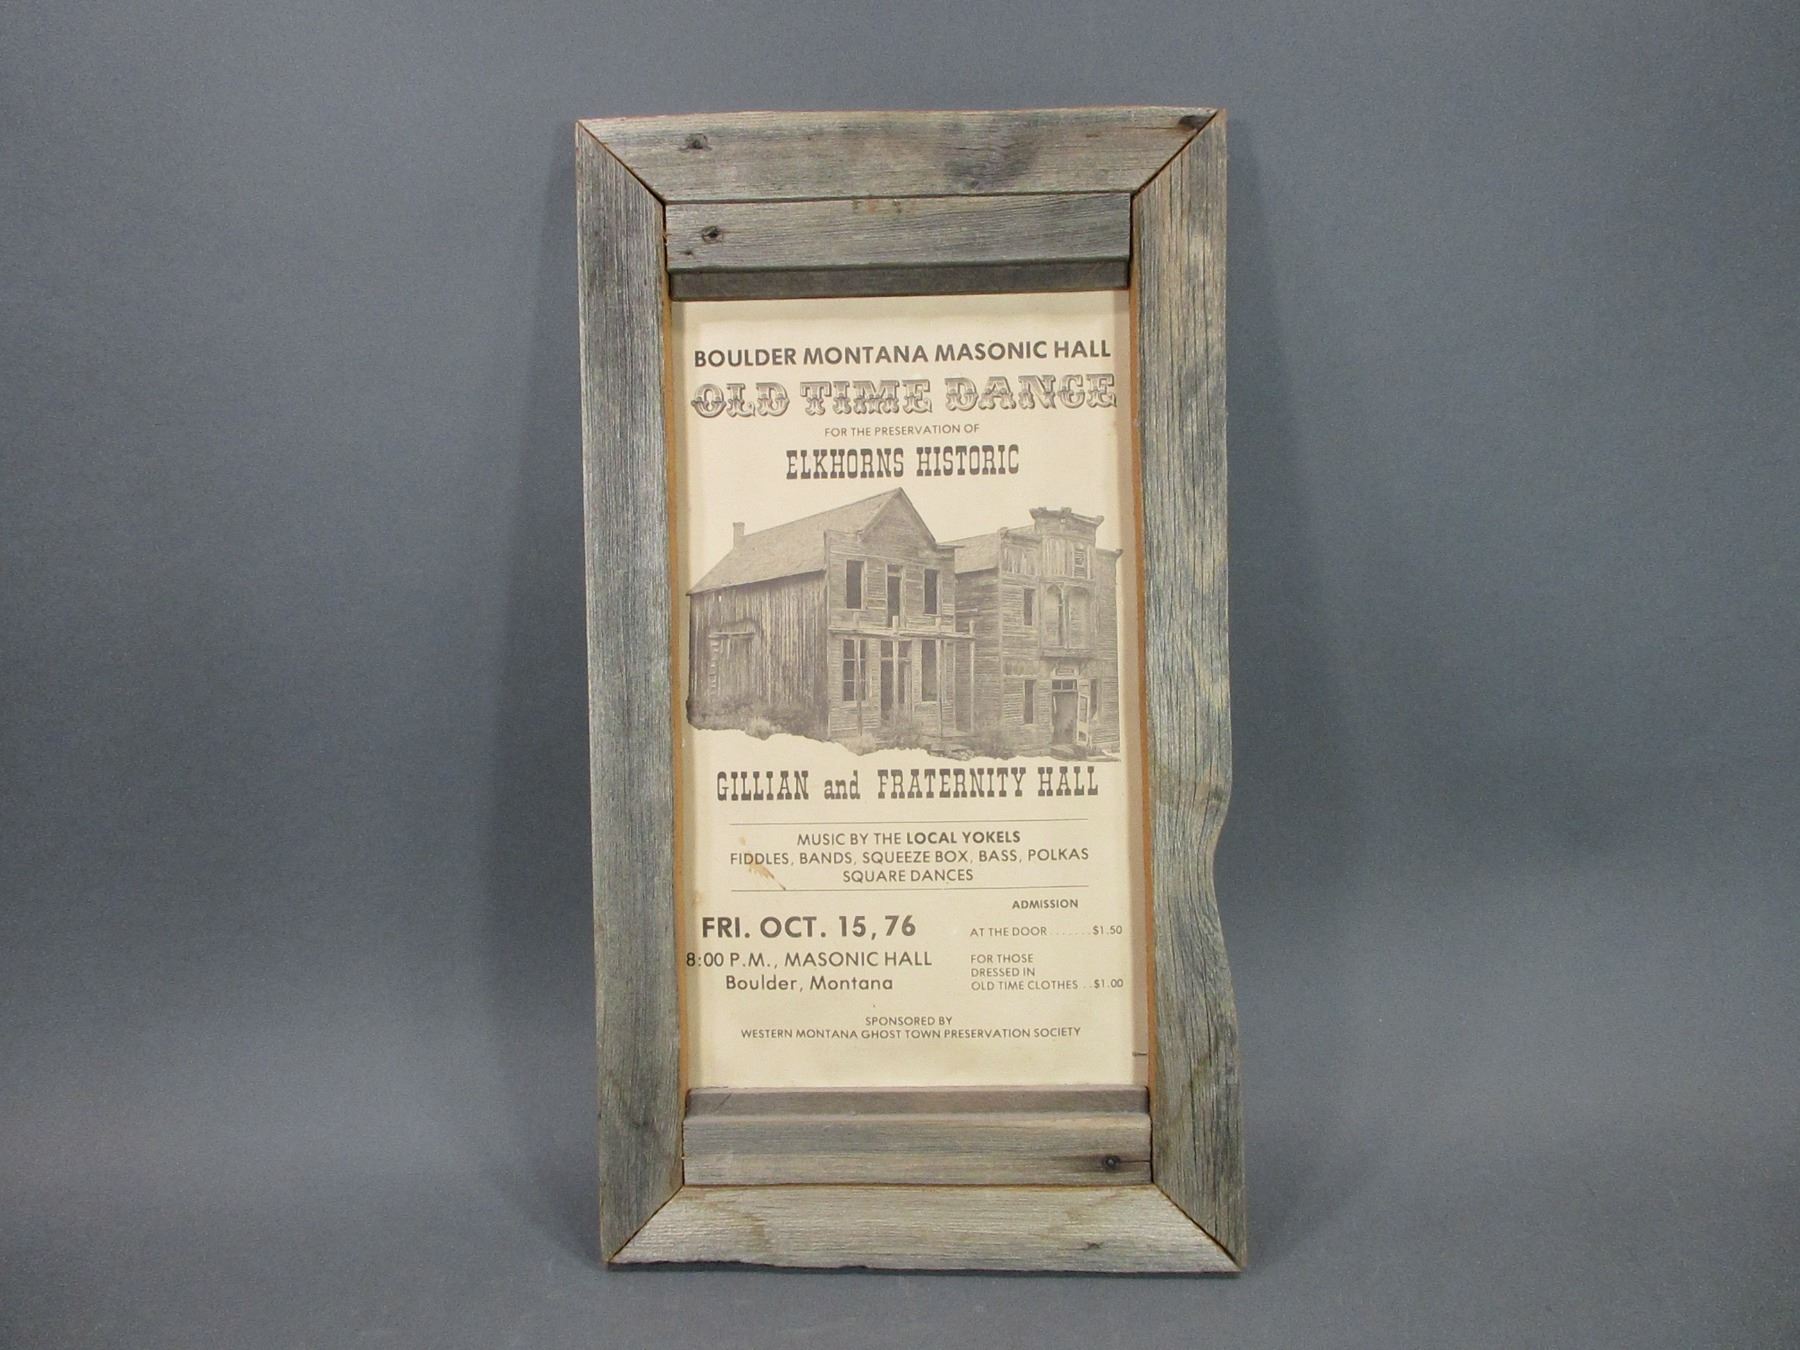 BOULDER MONTANA MASONIC HALL
OLD TIME DANCE
FOR THE PRESERVATION OF
ELKHORNS HISTORIC
GILLIAN and FRATERNITY HALL
MUSIC BY THE LOCAL YOKELS
FIDDLES, BANDS, SQUEEZE BOX, BASS, POLKAS
SQUARE DANCES
FRI. OCT. 15, 76
8:00 P.M., MASONIC HALL
Boulder, Montana
ADMISSION
AT THE DOOR.......$1.50
FOR THOSE
DRESSED IN
OLD TIME CLOTHES ..$1.00
SPONSORED BY
WESTERN MONTANA GHOST TOWN PRESERVATION SOCIETY